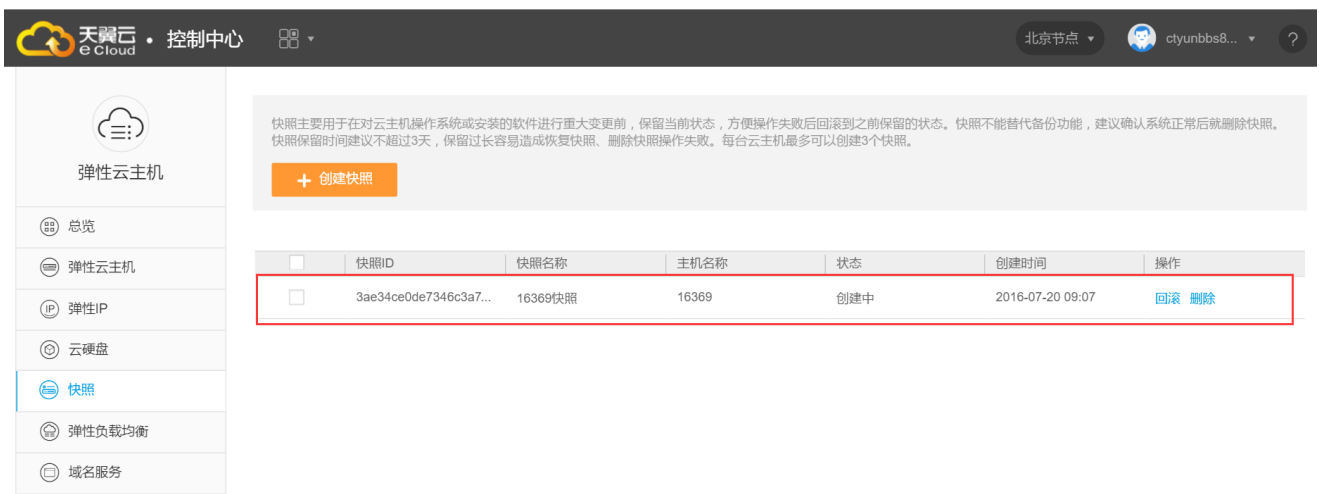 天翼云 · 控制中心
e Cloud
北京节点
ctyunbbs8...
?
弹性云主机
总览
弹性云主机
IP 弹性IP
云硬盘
快照
弹性负载均衡
域名服务
快照主要用于在对云主机操作系统或安装的软件进行重大变更前，保留当前状态，方便操作失败后回滚到之前保留的状态。快照不能替代备份功能，建议确认系统正常后就删除快照。
快照保留时间建议不超过3天，保留过长容易造成恢复快照、删除快照操作失败。每台云主机最多可以创建3个快照。
+ 创建快照
快照ID 快照名称 主机名称 状态 创建时间 操作
3ae34ce0de7346c3a7... 16369快照 16369 创建中 2016-07-20 09:07 回滚 删除